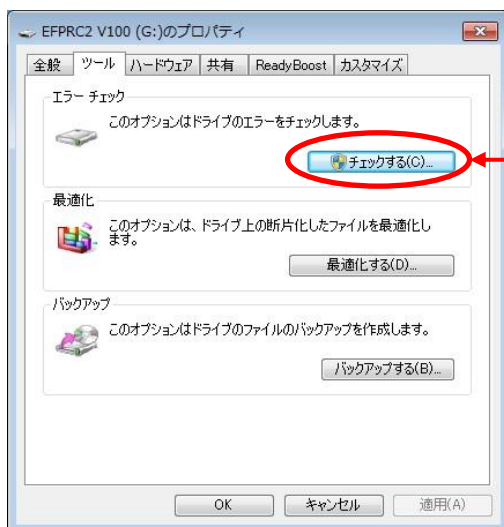 EFPRC2 V100 (G:)のプロパティ
全般 ツール ハードウェア 共有 ReadyBoost カスタマイズ
エラー チェック
このオプションはドライブのエラーをチェックします。
チェックする(C)...
最適化
このオプションは、ドライブ上の断片化したファイルを最適化し
ます。
最適化する(D)...
バックアップ
このオプションはドライブのファイルのバックアップを作成します。
バックアップする(B)...
OK キャンセル 適用(A)